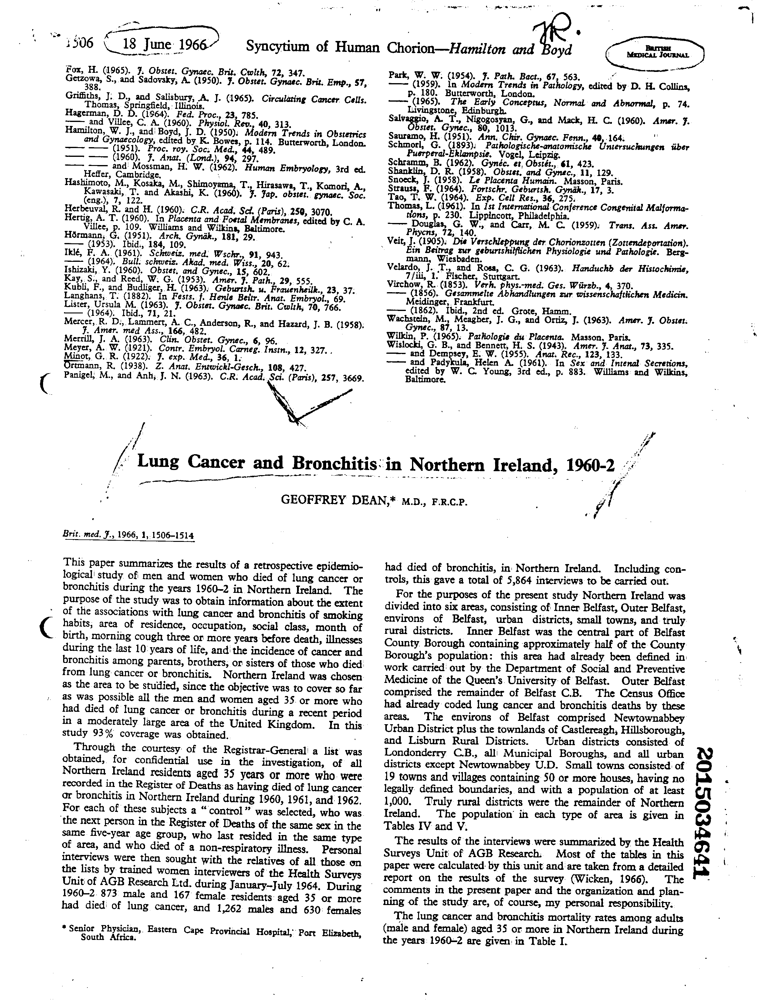 1506
18 June 1966
Syncytium of Human Chorion—Hamilton and Boyd
BRITISH
MEDICAL JOURNAL
Fox, H. (1965). J. Obstet. Gynaec. Brit. Cwlth, 72, 347.
Getzowa, S., and Sadovsky, A. (1950). J. Obstet. Gynaec. Brit. Emp., 57,
388.
Griffiths, J. D., and Salisbury, A. J. (1965). Circulating Cancer Cells.
Thomas, Springfield, Illinois.
Hagerman, D. D. (1964). Fed. Proc., 23, 785.
—— and Villee, C. A. (1960). Physiol. Rev., 40, 313.
Hamilton, W. J., and Boyd, J. D. (1950). Modern Trends in Obstetrics
and Gynaecology, edited by K. Bowes, p. 114. Butterworth, London.
—— —— (1951). Proc. roy. Soc. Med., 44, 489.
—— —— (1960). J. Anat. (Lond.), 94, 297.
—— —— and Mossman, H. W. (1962). Human Embryology, 3rd ed.
Heffer, Cambridge.
Hashimoto, M., Kosaka, M., Shimoyama, T., Hirasawa, T., Komori, A.,
Kawasaki, T. and Akashi, K. (1960). J. Jap. obstet. gynaec. Soc.
(eng.), 7, 122.
Herbeuval, R. and H. (1960). C.R. Acad. Sci. (Paris), 250, 3070.
Hertig, A. T. (1960). In Placenta and Foetal Membranes, edited by C. A.
Villee, p. 109. Williams and Wilkins, Baltimore.
Hörmann, G. (1951). Arch. Gynäk., 181, 29.
—— (1953). Ibid., 184, 109.
Iklé, F. A. (1961). Schweiz. med. Wschr., 91, 943.
—— (1964). Bull. schweiz. Akad. med. Wiss., 20, 62.
Ishizaki, Y. (1960). Obstet. and Gynec., 15, 602.
Kay, S., and Reed, W. G. (1953). Amer. J. Path., 29, 555.
Kubli, F., and Budliger, H. (1963). Geburtsh. u. Frauenheilk., 23, 37.
Langhans, T. (1882). In Fests. f. Henle Beitr. Anat. Embryol., 69.
Lister, Ursula M. (1963). J. Obstet. Gynaec. Brit. Cwlth, 70, 766.
—— (1964). Ibid., 71, 21.
Mercer, R. D., Lammert, A. C., Anderson, R., and Hazard, J. B. (1958).
J. Amer. med Ass., 166, 482.
Merrill, J. A. (1963). Clin. Obstet. Gynec., 6, 96.
Meyer, A. W. (1921). Contr. Embryol. Carneg. Instn., 12, 327.
Minot, G. R. (1922). J. exp. Med., 36, 1.
Ortmann, R. (1938). Z. Anat. Entwickl-Gesch., 108, 427.
Panigel, M., and Anh, J. N. (1963). C.R. Acad. Sci. (Paris), 257, 3669.
Park, W. W. (1954). J. Path. Bact., 67, 563.
—— (1959). In Modern Trends in Pathology, edited by D. H. Collins,
p. 180. Butterworth, London.
—— (1965). The Early Conceptus, Normal and Abnormal, p. 74.
Livingstone, Edinburgh.
Salvaggio, A. T., Nigogosyan, G., and Mack, H. C. (1960). Amer. J.
Obstet. Gynec., 80, 1013.
Sauramo, H. (1951). Ann. Chir. Gynaec. Fenn., 40, 164.
Schmorl, G. (1893). Pathologische-anatomische Untersuchungen über
Puerperal-Eklampsie. Vogel, Leipzig.
Schramm, B. (1962). Gynéc. et Obstét., 61, 423.
Shanklin, D. R. (1958). Obstet. and Gynec., 11, 129.
Snoeck, J. (1958). Le Placenta Humain. Masson, Paris.
Strauss, F. (1964). Fortschr. Geburtsh. Gynäk., 17, 3.
Tao, T. W. (1964). Exp. Cell Res., 36, 275.
Thomas, L. (1961). In 1st International Conference Congenital Malforma-
tions, p. 230. Lippincott, Philadelphia.
—— Douglas, G. W., and Carr, M. C. (1959). Trans. Ass. Amer.
Phycns, 72, 140.
Veit, J. (1905). Die Verschleppung der Chorionzotten (Zottendeportation).
Ein Beitrag zur geburtshilflichen Physiologie und Pathologie. Berg-
mann, Wiesbaden.
Velardo, J. T., and Rosa, C. G. (1963). Handuchb der Histochimie,
7/iii, 1. Fischer, Stuttgart.
Virchow, R. (1853). Verh. phys.-med. Ges. Würzb., 4, 370.
—— (1856). Gesammelte Abhandlungen zur wissenschaftlichen Medicin.
Meidinger, Frankfurt.
—— (1862). Ibid., 2nd ed. Grote, Hamm.
Wachstein, M., Meagher, J. G., and Ortiz, J. (1963). Amer. J. Obstet.
Gynec., 87, 13.
Wilkin, P. (1965). Pathologie du Placenta. Masson, Paris.
Wislocki, G. B., and Bennett, H. S. (1943). Amer. J. Anat., 73, 335.
—— and Dempsey, E. W. (1955). Anat. Rec., 123, 133.
—— and Padykula, Helen A. (1961). In Sex and Internal Secretions,
edited by W. C. Young, 3rd ed., p. 883. Williams and Wilkins,
Baltimore.
Lung Cancer and Bronchitis in Northern Ireland, 1960-2
GEOFFREY DEAN,* M.D., F.R.C.P.
Brit. med. J., 1966, 1, 1506-1514
This paper summarizes the results of a retrospective epidemio-
logical study of men and women who died of lung cancer or
bronchitis during the years 1960-2 in Northern Ireland. The
purpose of the study was to obtain information about the extent
of the associations with lung cancer and bronchitis of smoking
habits, area of residence, occupation, social class, month of
birth, morning cough three or more years before death, illnesses
during the last 10 years of life, and the incidence of cancer and
bronchitis among parents, brothers, or sisters of those who died
from lung cancer or bronchitis. Northern Ireland was chosen
as the area to be studied, since the objective was to cover so far
as was possible all the men and women aged 35 or more who
had died of lung cancer or bronchitis during a recent period
in a moderately large area of the United Kingdom. In this
study 93% coverage was obtained.
Through the courtesy of the Registrar-General a list was
obtained, for confidential use in the investigation, of all
Northern Ireland residents aged 35 years or more who were
recorded in the Register of Deaths as having died of lung cancer
or bronchitis in Northern Ireland during 1960, 1961, and 1962.
For each of these subjects a "control" was selected, who was
the next person in the Register of Deaths of the same sex in the
same five-year age group, who last resided in the same type
of area, and who died of a non-respiratory illness. Personal
interviews were then sought with the relatives of all those on
the lists by trained women interviewers of the Health Surveys
Unit of AGB Research Ltd. during January–July 1964. During
1960-2 873 male and 167 female residents aged 35 or more
had died of lung cancer, and 1,262 males and 630 females
* Senior Physician, Eastern Cape Provincial Hospital, Port Elizabeth,
South Africa.
had died of bronchitis, in Northern Ireland. Including con-
trols, this gave a total of 5,864 interviews to be carried out.
For the purposes of the present study Northern Ireland was
divided into six areas, consisting of Inner Belfast, Outer Belfast,
environs of Belfast, urban districts, small towns, and truly
rural districts. Inner Belfast was the central part of Belfast
County Borough containing approximately half of the County
Borough's population: this area had already been defined in
work carried out by the Department of Social and Preventive
Medicine of the Queen's University of Belfast. Outer Belfast
comprised the remainder of Belfast C.B. The Census Office
had already coded lung cancer and bronchitis deaths by these
areas. The environs of Belfast comprised Newtownabbey
Urban District plus the townlands of Castlereagh, Hillsborough,
and Lisburn Rural Districts. Urban districts consisted of
Londonderry C.B., all Municipal Boroughs, and all urban
districts except Newtownabbey U.D. Small towns consisted of
19 towns and villages containing 50 or more houses, having no
legally defined boundaries, and with a population of at least
1,000. Truly rural districts were the remainder of Northern
Ireland. The population in each type of area is given in
Tables IV and V.
The results of the interviews were summarized by the Health
Surveys Unit of AGB Research. Most of the tables in this
paper were calculated by this unit and are taken from a detailed
report on the results of the survey (Wicken, 1966). The
comments in the present paper and the organization and plan-
ning of the study are, of course, my personal responsibility.
The lung cancer and bronchitis mortality rates among adults
(male and female) aged 35 or more in Northern Ireland during
the years 1960-2 are given in Table I.
2015034641